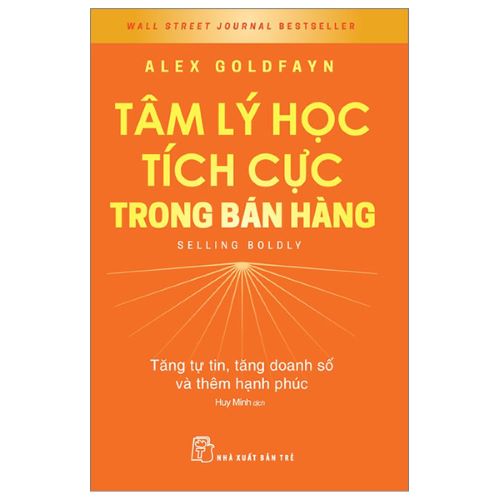 WALL STREET JOURNAL BESTSELLER
ALEX GOLDFAYN
TÂM LÝ HỌC
TÍCH CỰC
TRONG BÁN HÀNG
SELLING BOLDLY
Tăng tự tin, tăng doanh số
và thêm hạnh phúc
Huy Minh dịch
NHÀ XUẤT BẢN TRẺ